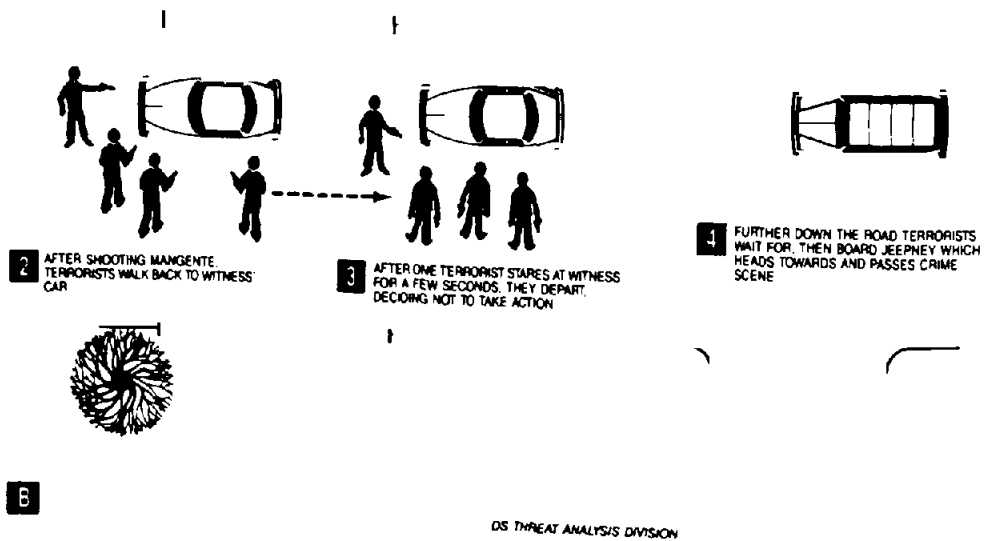 2 AFTER SHOOTING MANGENTE,
TERRORISTS WALK BACK TO WITNESS'
CAR
3 AFTER ONE TERRORIST STARES AT WITNESS
FOR A FEW SECONDS, THEY DEPART,
DECIDING NOT TO TAKE ACTION
4 FURTHER DOWN THE ROAD TERRORISTS
WAIT FOR, THEN BOARD JEEPNEY WHICH
HEADS TOWARDS AND PASSES CRIME
SCENE
B
DS THREAT ANALYSIS DIVISION